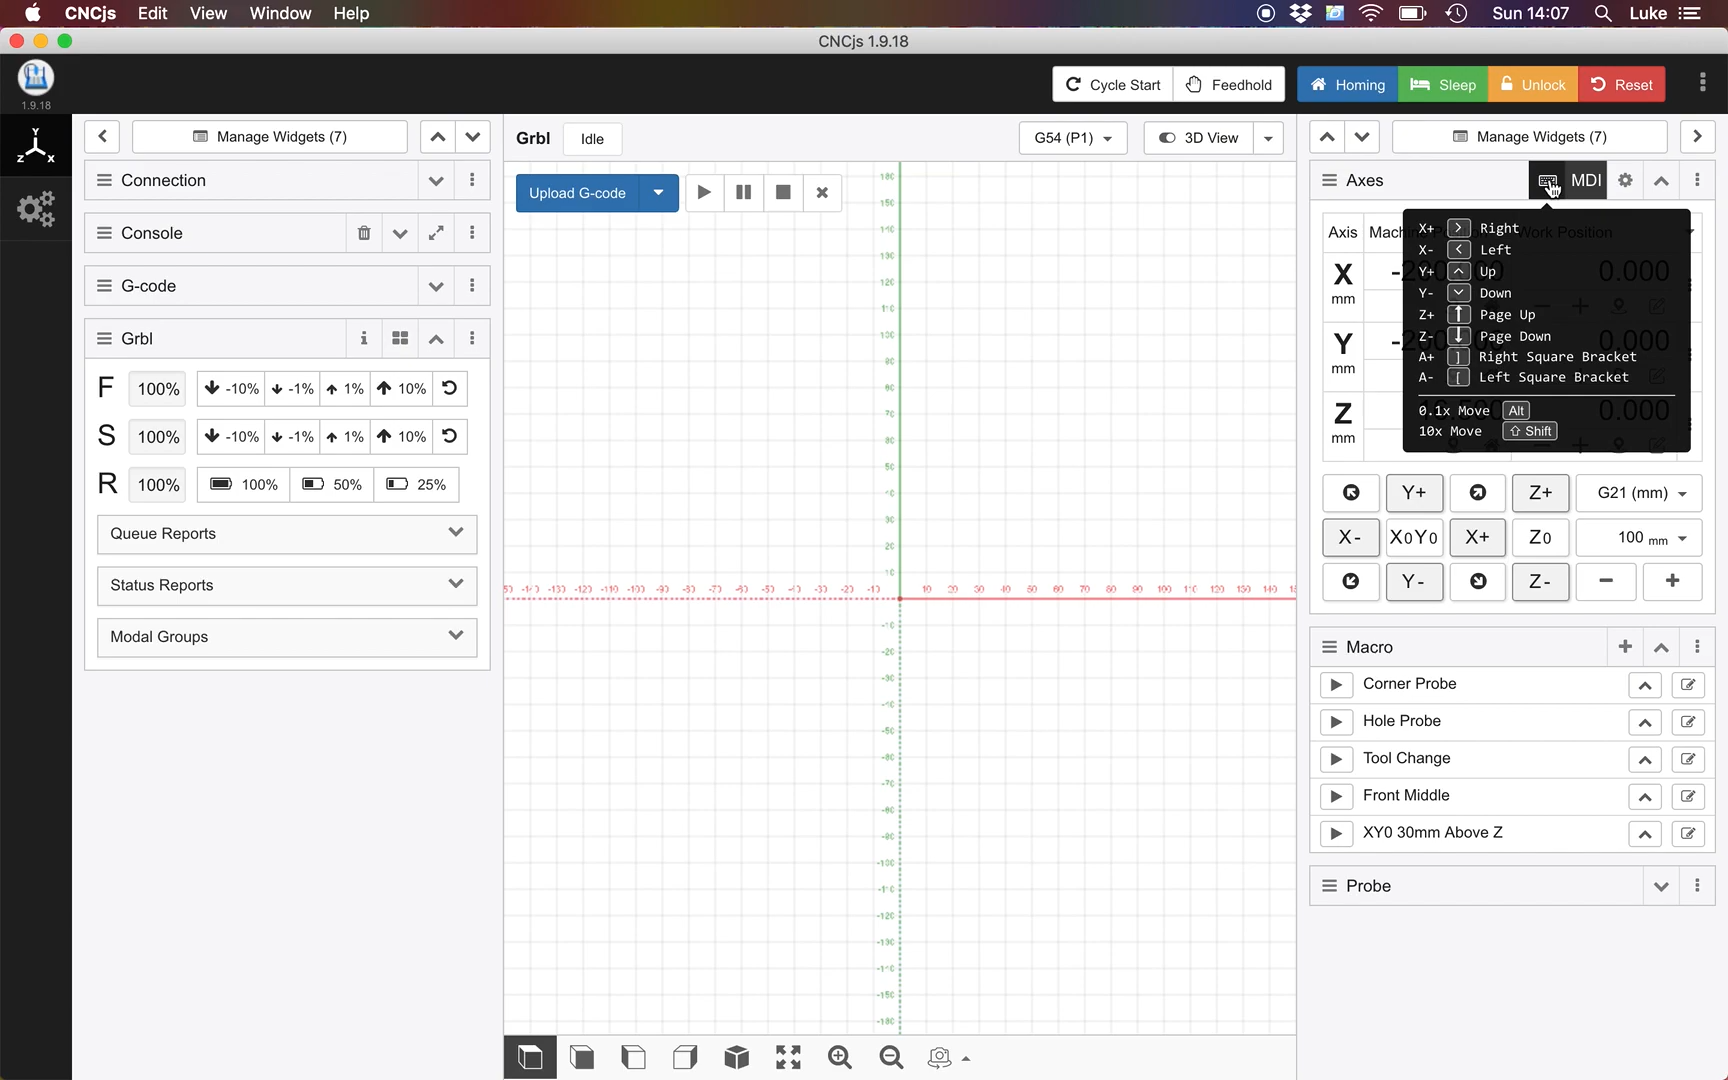 CNCjs Edit View Window Help Sun 14:07 Luke
CNCjs 1.9.18
1.9.18
Cycle Start Feedhold Homing Sleep Unlock Reset
Manage Widgets (7)
Connection
Console
G-code
Grbl
F 100% -10% -1% 1% 10%
S 100% -10% -1% 1% 10%
R 100% 100% 50% 25%
Queue Reports
Status Reports
Modal Groups
Grbl Idle G54 (P1) 3D View
Upload G-code
Manage Widgets (7)
Axes MDI
Axis Work Position
X mm 0.000
Y mm 0.000
Z mm 0.000
X+ > Right
X- < Left
Y+ Up
Y- Down
Z+ Page Up
Z- Page Down
A+ ] Right Square Bracket
A- [ Left Square Bracket
0.1x Move Alt
10x Move ⇧ Shift
Y+ Z+ G21 (mm)
X- X0Y0 X+ Z0 100 mm
Y- Z- − +
Macro
Corner Probe
Hole Probe
Tool Change
Front Middle
XY0 30mm Above Z
Probe